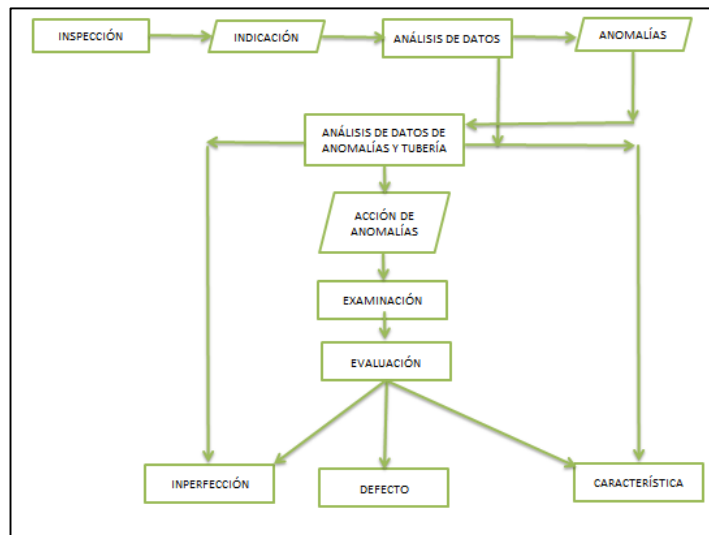 INSPECCIÓN
INDICACIÓN
ANÁLISIS DE DATOS
ANOMALÍAS
ANÁLISIS DE DATOS DE
ANOMALÍAS Y TUBERÍA
ACCIÓN DE
ANOMALÍAS
EXAMINACIÓN
EVALUACIÓN
INPERFECCIÓN
DEFECTO
CARACTERÍSTICA